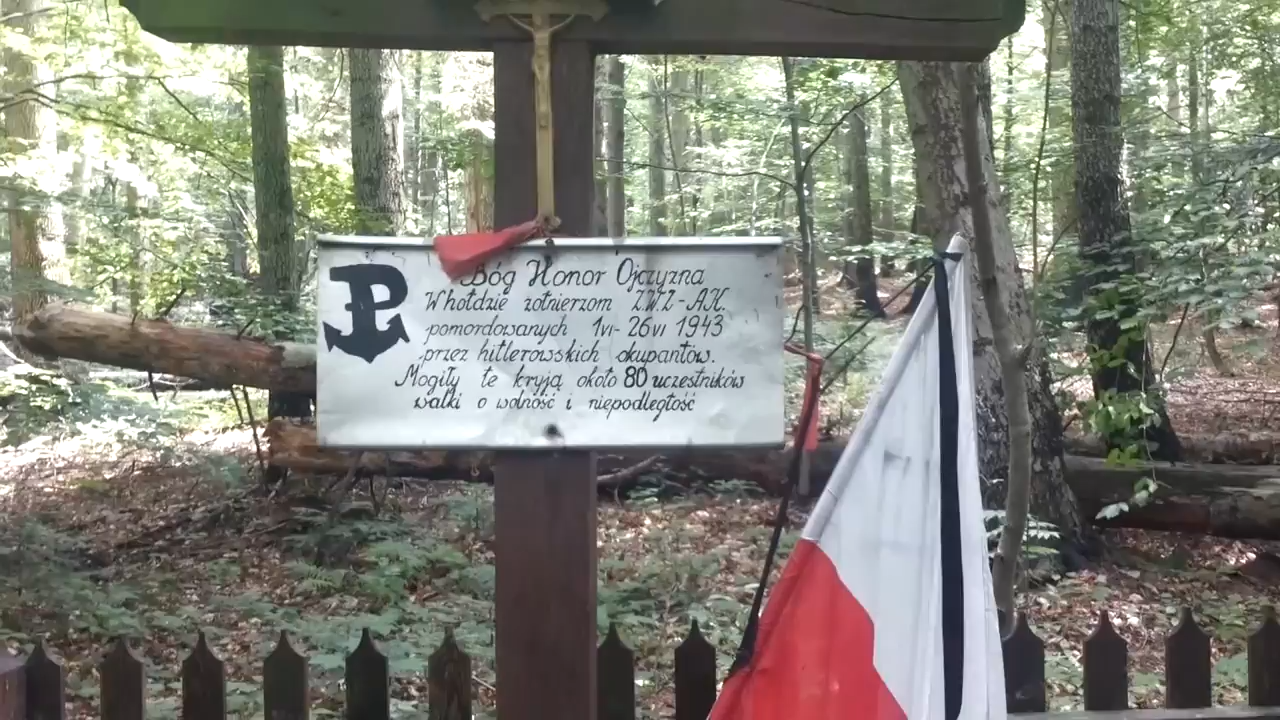 Bóg Honor Ojczyzna
W hołdzie żołnierzom Z.W.Z-AK.
pomordowanych 1VI-26VI 1943
przez hitlerowskich okupantów.
Mogiły te kryją około 80 uczestników
walki o wolność i niepodległość